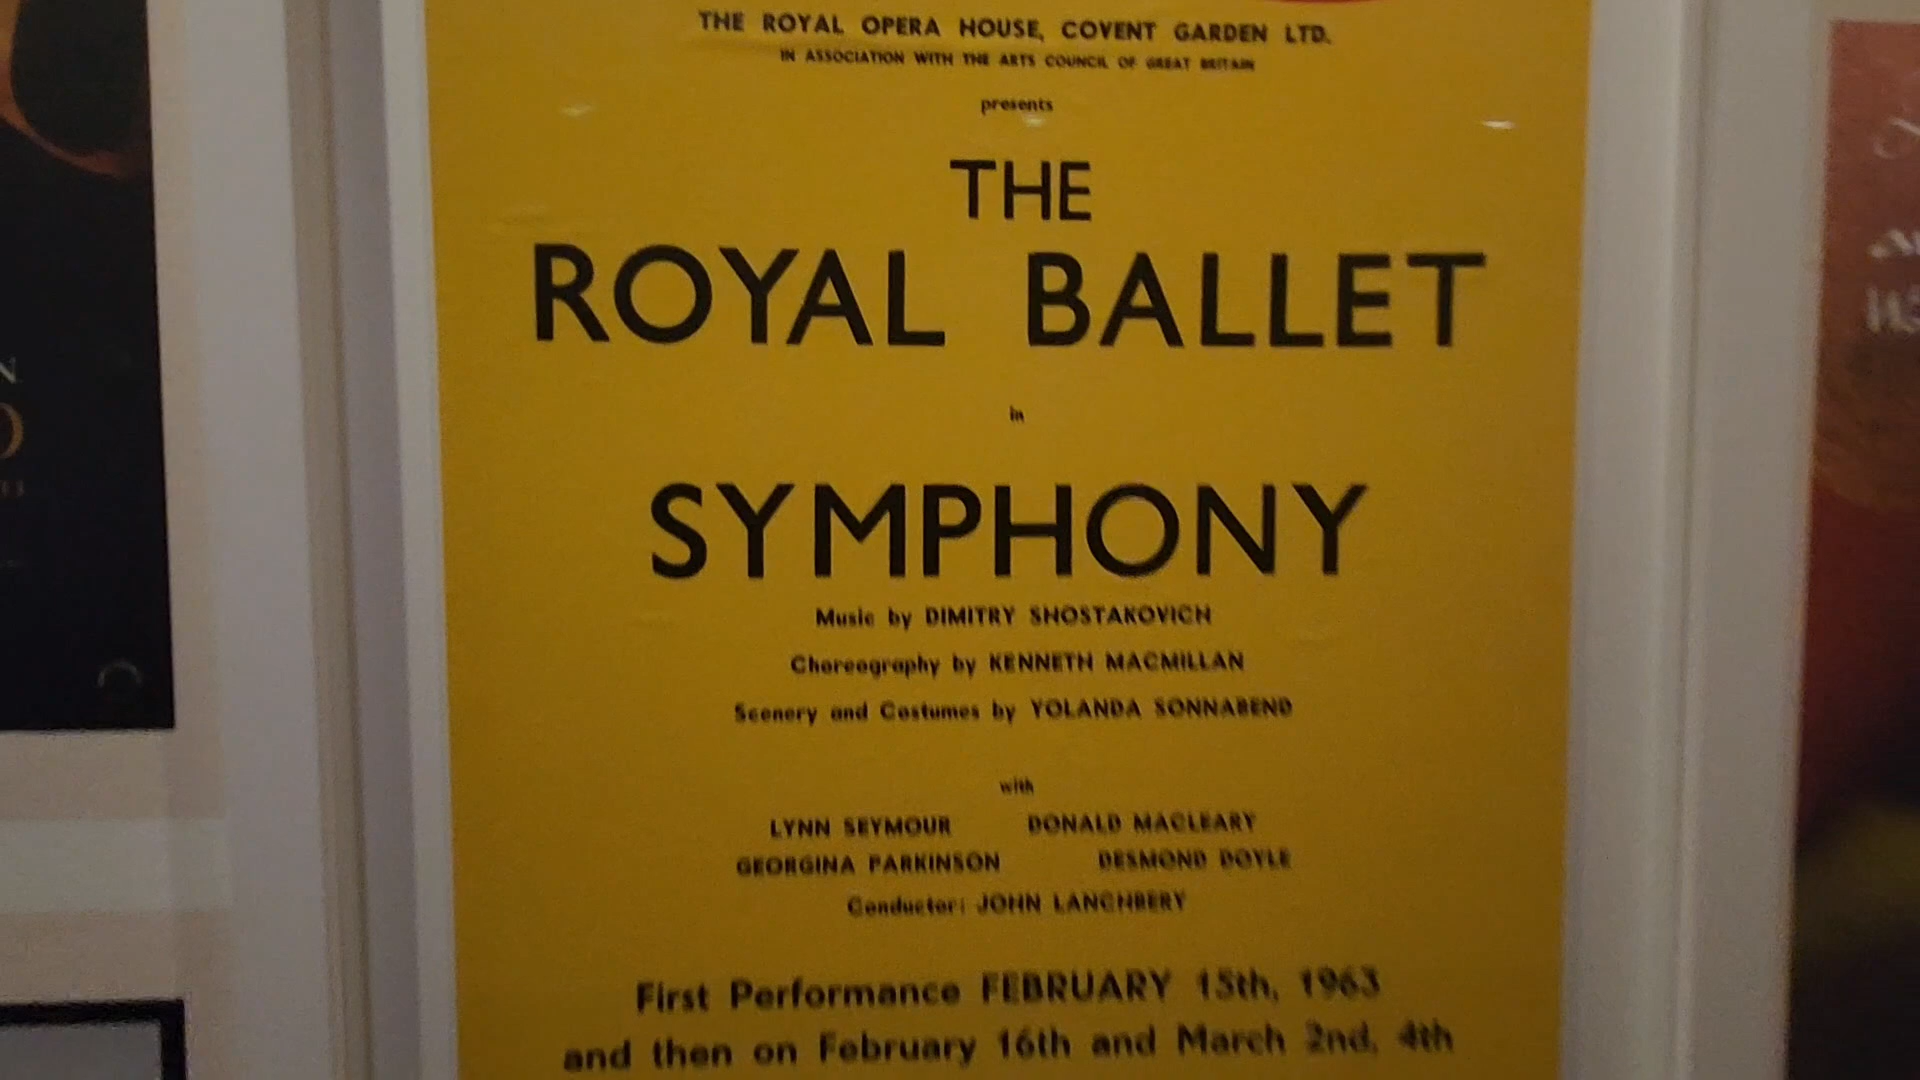 THE ROYAL OPERA HOUSE, COVENT GARDEN LTD.
IN ASSOCIATION WITH THE ARTS COUNCIL OF GREAT BRITAIN
presents
THE
ROYAL BALLET
in
SYMPHONY
Music by DIMITRY SHOSTAKOVICH
Choreography by KENNETH MACMILLAN
Scenery and Costumes by YOLANDA SONNABEND
with
LYNN SEYMOUR DONALD MACLEARY
GEORGINA PARKINSON DESMOND DOYLE
Conductor: JOHN LANCHBERY
First Performance FEBRUARY 15th, 1963
and then on February 16th and March 2nd, 4th